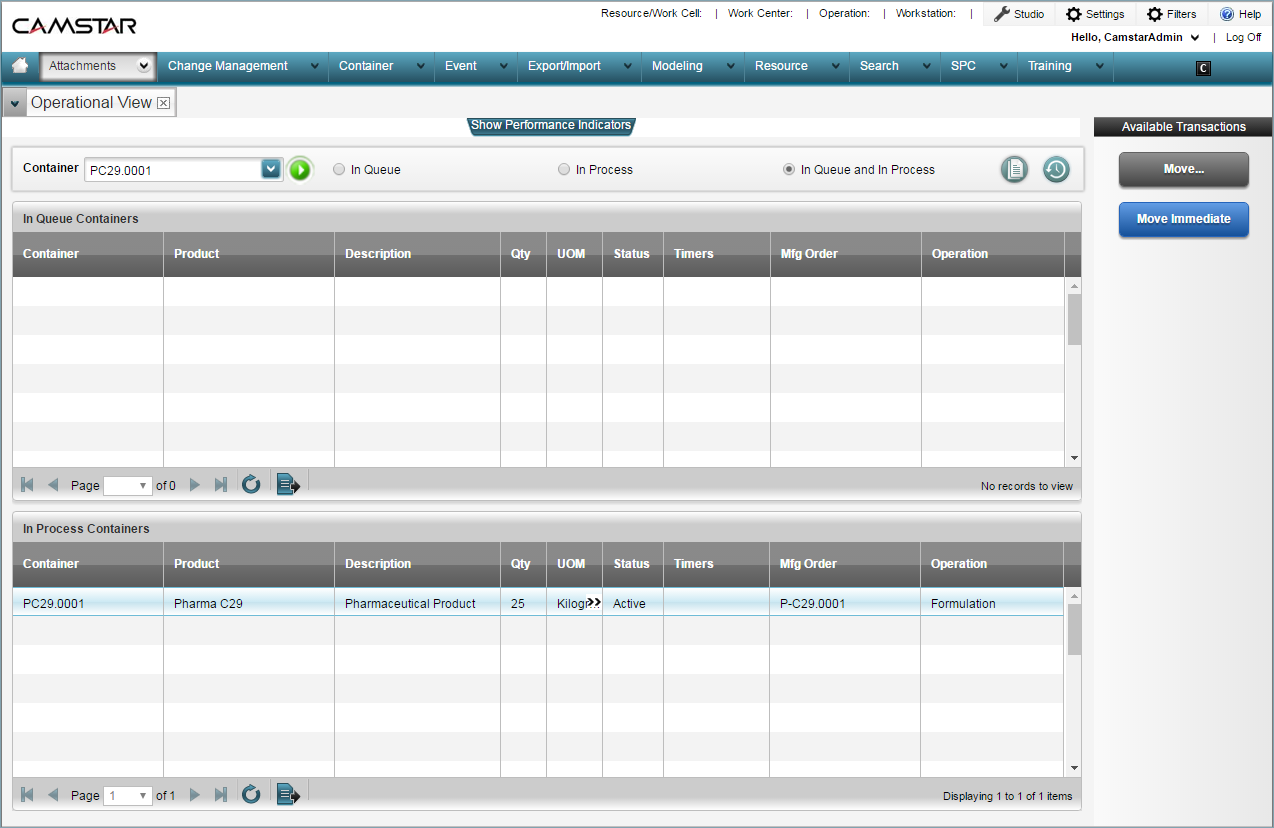 CAMSTAR
Resource/Work Cell: | Work Center: | Operation: | Workstation: | Studio Settings Filters Help
Hello, CamstarAdmin | Log Off
Attachments Change Management Container Event Export/Import Modeling Resource Search SPC Training C
Operational View
Show Performance Indicators
Available Transactions
Container PC29.0001 In Queue In Process In Queue and In Process
Move...
Move Immediate
In Queue Containers
Container Product Description Qty UOM Status Timers Mfg Order Operation
Page of 0 No records to view
In Process Containers
Container Product Description Qty UOM Status Timers Mfg Order Operation
PC29.0001 Pharma C29 Pharmaceutical Product 25 Kilogr Active P-C29.0001 Formulation
Page 1 of 1 Displaying 1 to 1 of 1 items